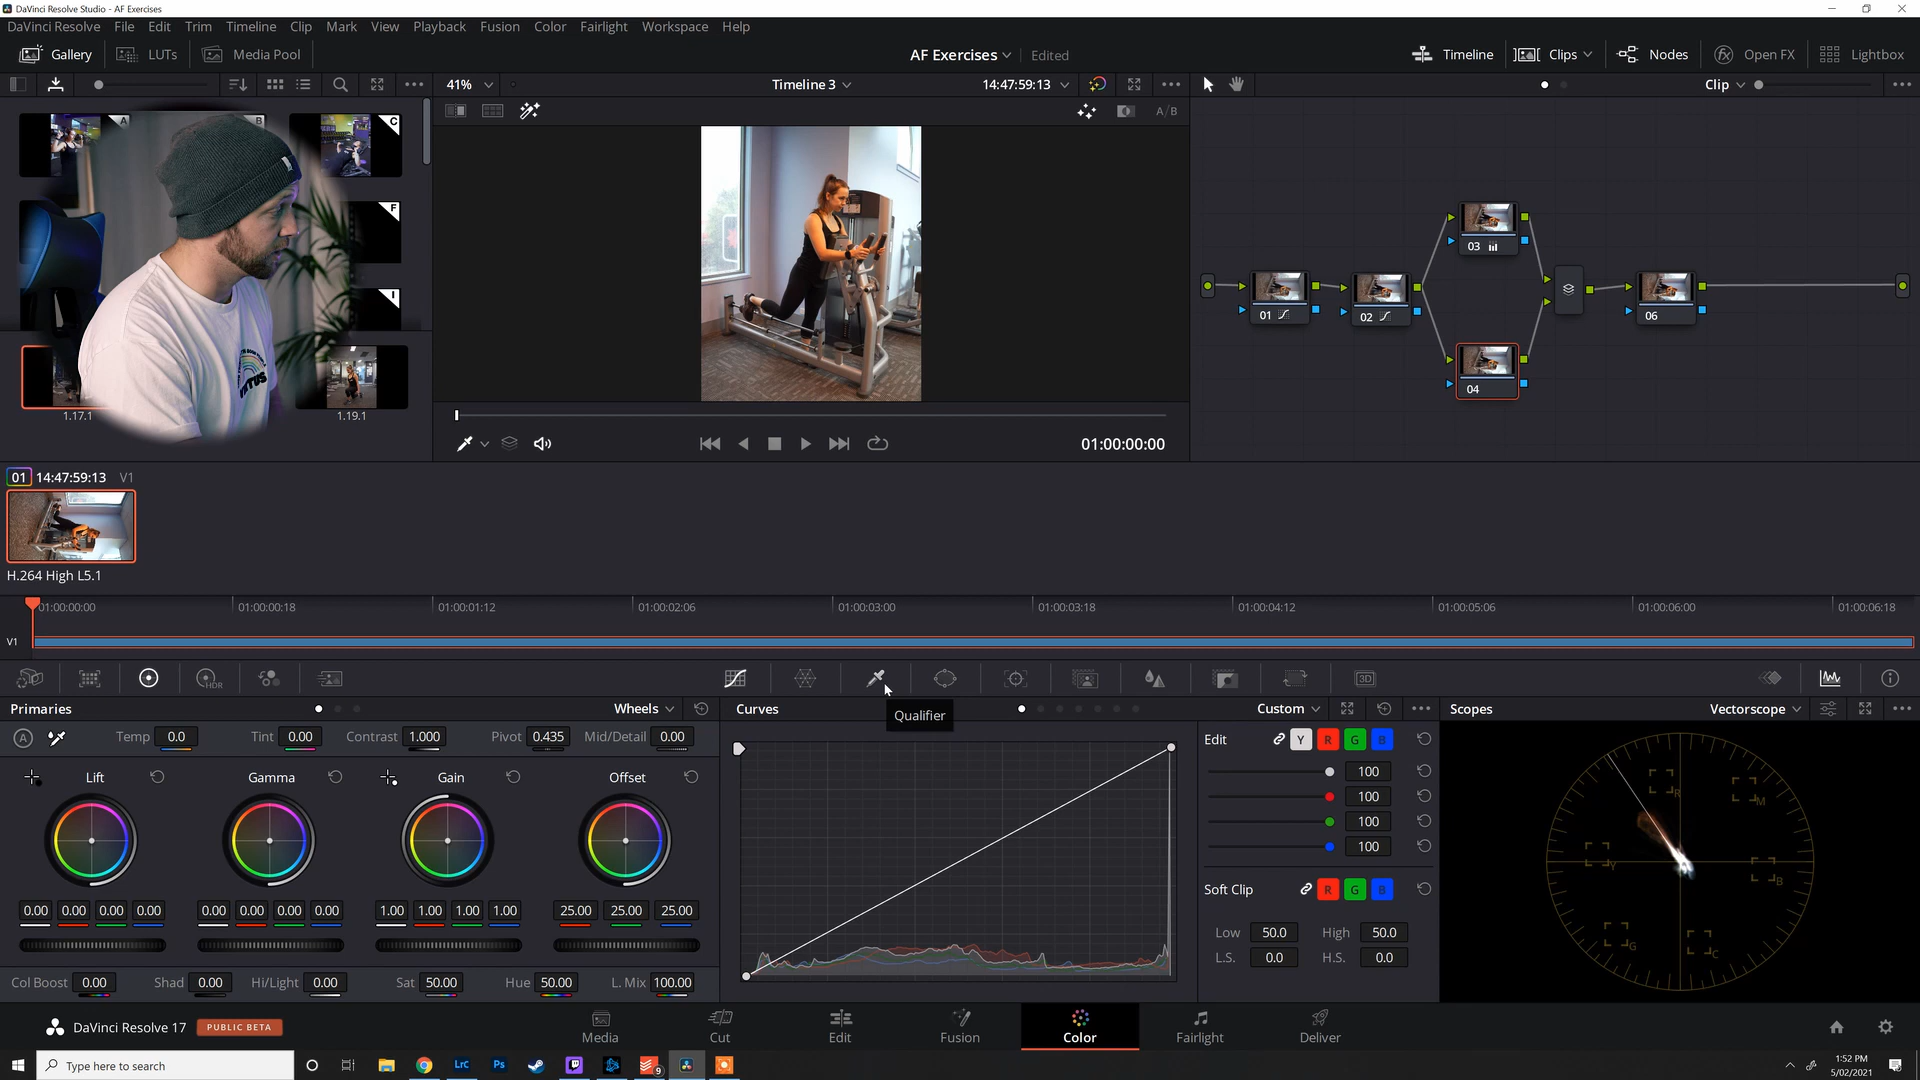 DaVinci Resolve Studio - AF Exercises
DaVinci Resolve File Edit Trim Timeline Clip Mark View Playback Fusion Color Fairlight Workspace Help
Gallery LUTs Media Pool AF Exercises Edited Timeline Clips Nodes Open FX Lightbox
41% Timeline 3 14:47:59:13 Clip
A/B
A B C
F
I
1.17.1 1.19.1
01 02 03 04 06
01:00:00:00
01 14:47:59:13 V1
H.264 High L5.1
01:00:00:00 01:00:00:18 01:00:01:12 01:00:02:06 01:00:03:00 01:00:03:18 01:00:04:12 01:00:05:06 01:00:06:00 01:00:06:18
V1
HDR 3D
Qualifier
Primaries Wheels Curves Custom Scopes Vectorscope
A Temp 0.0 Tint 0.00 Contrast 1.000 Pivot 0.435 Mid/Detail 0.00
Lift Gamma Gain Offset
0.00 0.00 0.00 0.00 0.00 0.00 0.00 0.00 1.00 1.00 1.00 1.00 25.00 25.00 25.00
Col Boost 0.00 Shad 0.00 Hi/Light 0.00 Sat 50.00 Hue 50.00 L. Mix 100.00
Edit Y R G B
100
100
100
100
Soft Clip R G B
Low 50.0 High 50.0
L.S. 0.0 H.S. 0.0
R M
Y B
G C
DaVinci Resolve 17 PUBLIC BETA
Media Cut Edit Fusion Color Fairlight Deliver
Type here to search
LrC Ps 9
1:52 PM
5/02/2021